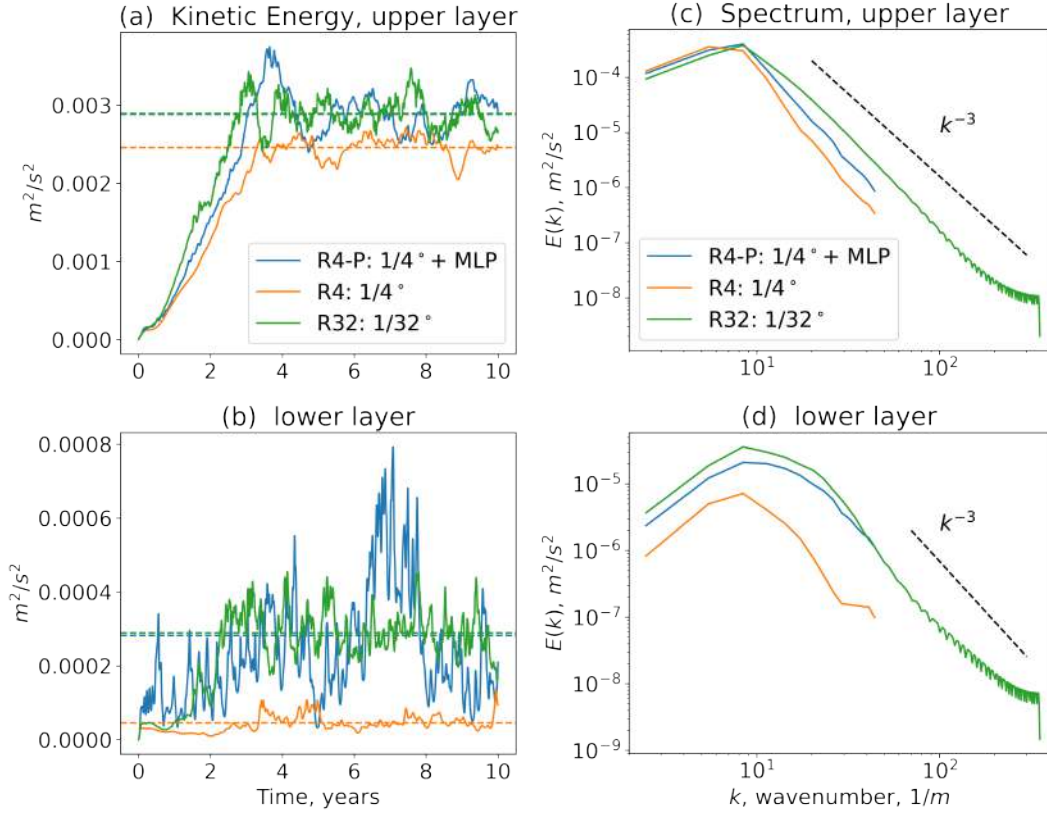 (a) Kinetic Energy, upper layer
m²/s²
0.003
0.002
0.001
0.000
R4-P: 1/4° + MLP
R4: 1/4°
R32: 1/32°
0 2 4 6 8 10
(c) Spectrum, upper layer
E(k), m²/s²
10⁻⁴
10⁻⁵
10⁻⁶
10⁻⁷
10⁻⁸
k⁻³
R4-P: 1/4° + MLP
R4: 1/4°
R32: 1/32°
10¹ 10²
(b) lower layer
m²/s²
0.0008
0.0006
0.0004
0.0002
0.0000
0 2 4 6 8 10
Time, years
(d) lower layer
E(k), m²/s²
10⁻⁵
10⁻⁶
10⁻⁷
10⁻⁸
10⁻⁹
k⁻³
10¹ 10²
k, wavenumber, 1/m